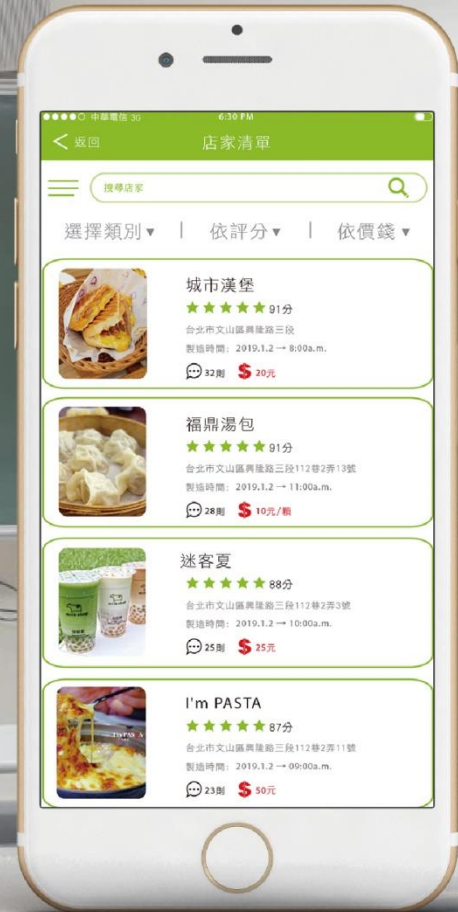 中華電信 3G 6:30 PM
返回 店家清單
搜尋店家
選擇類別▼ | 依評分▼ | 依價錢▼
城市漢堡
91分
台北市文山區興隆路三段
製造時間：2019.1.2 → 8:00a.m.
32則 $ 20元
福鼎湯包
91分
台北市文山區興隆路三段112巷2弄13號
製造時間：2019.1.2 → 11:00a.m.
28則 $ 10元/顆
迷客夏
88分
台北市文山區興隆路三段112巷2弄3號
製造時間：2019.1.2 → 10:00a.m.
25則 $ 25元
I'm PASTA
87分
台北市文山區興隆路三段112巷2弄11號
製造時間：2019.1.2 → 09:00a.m.
23則 $ 50元